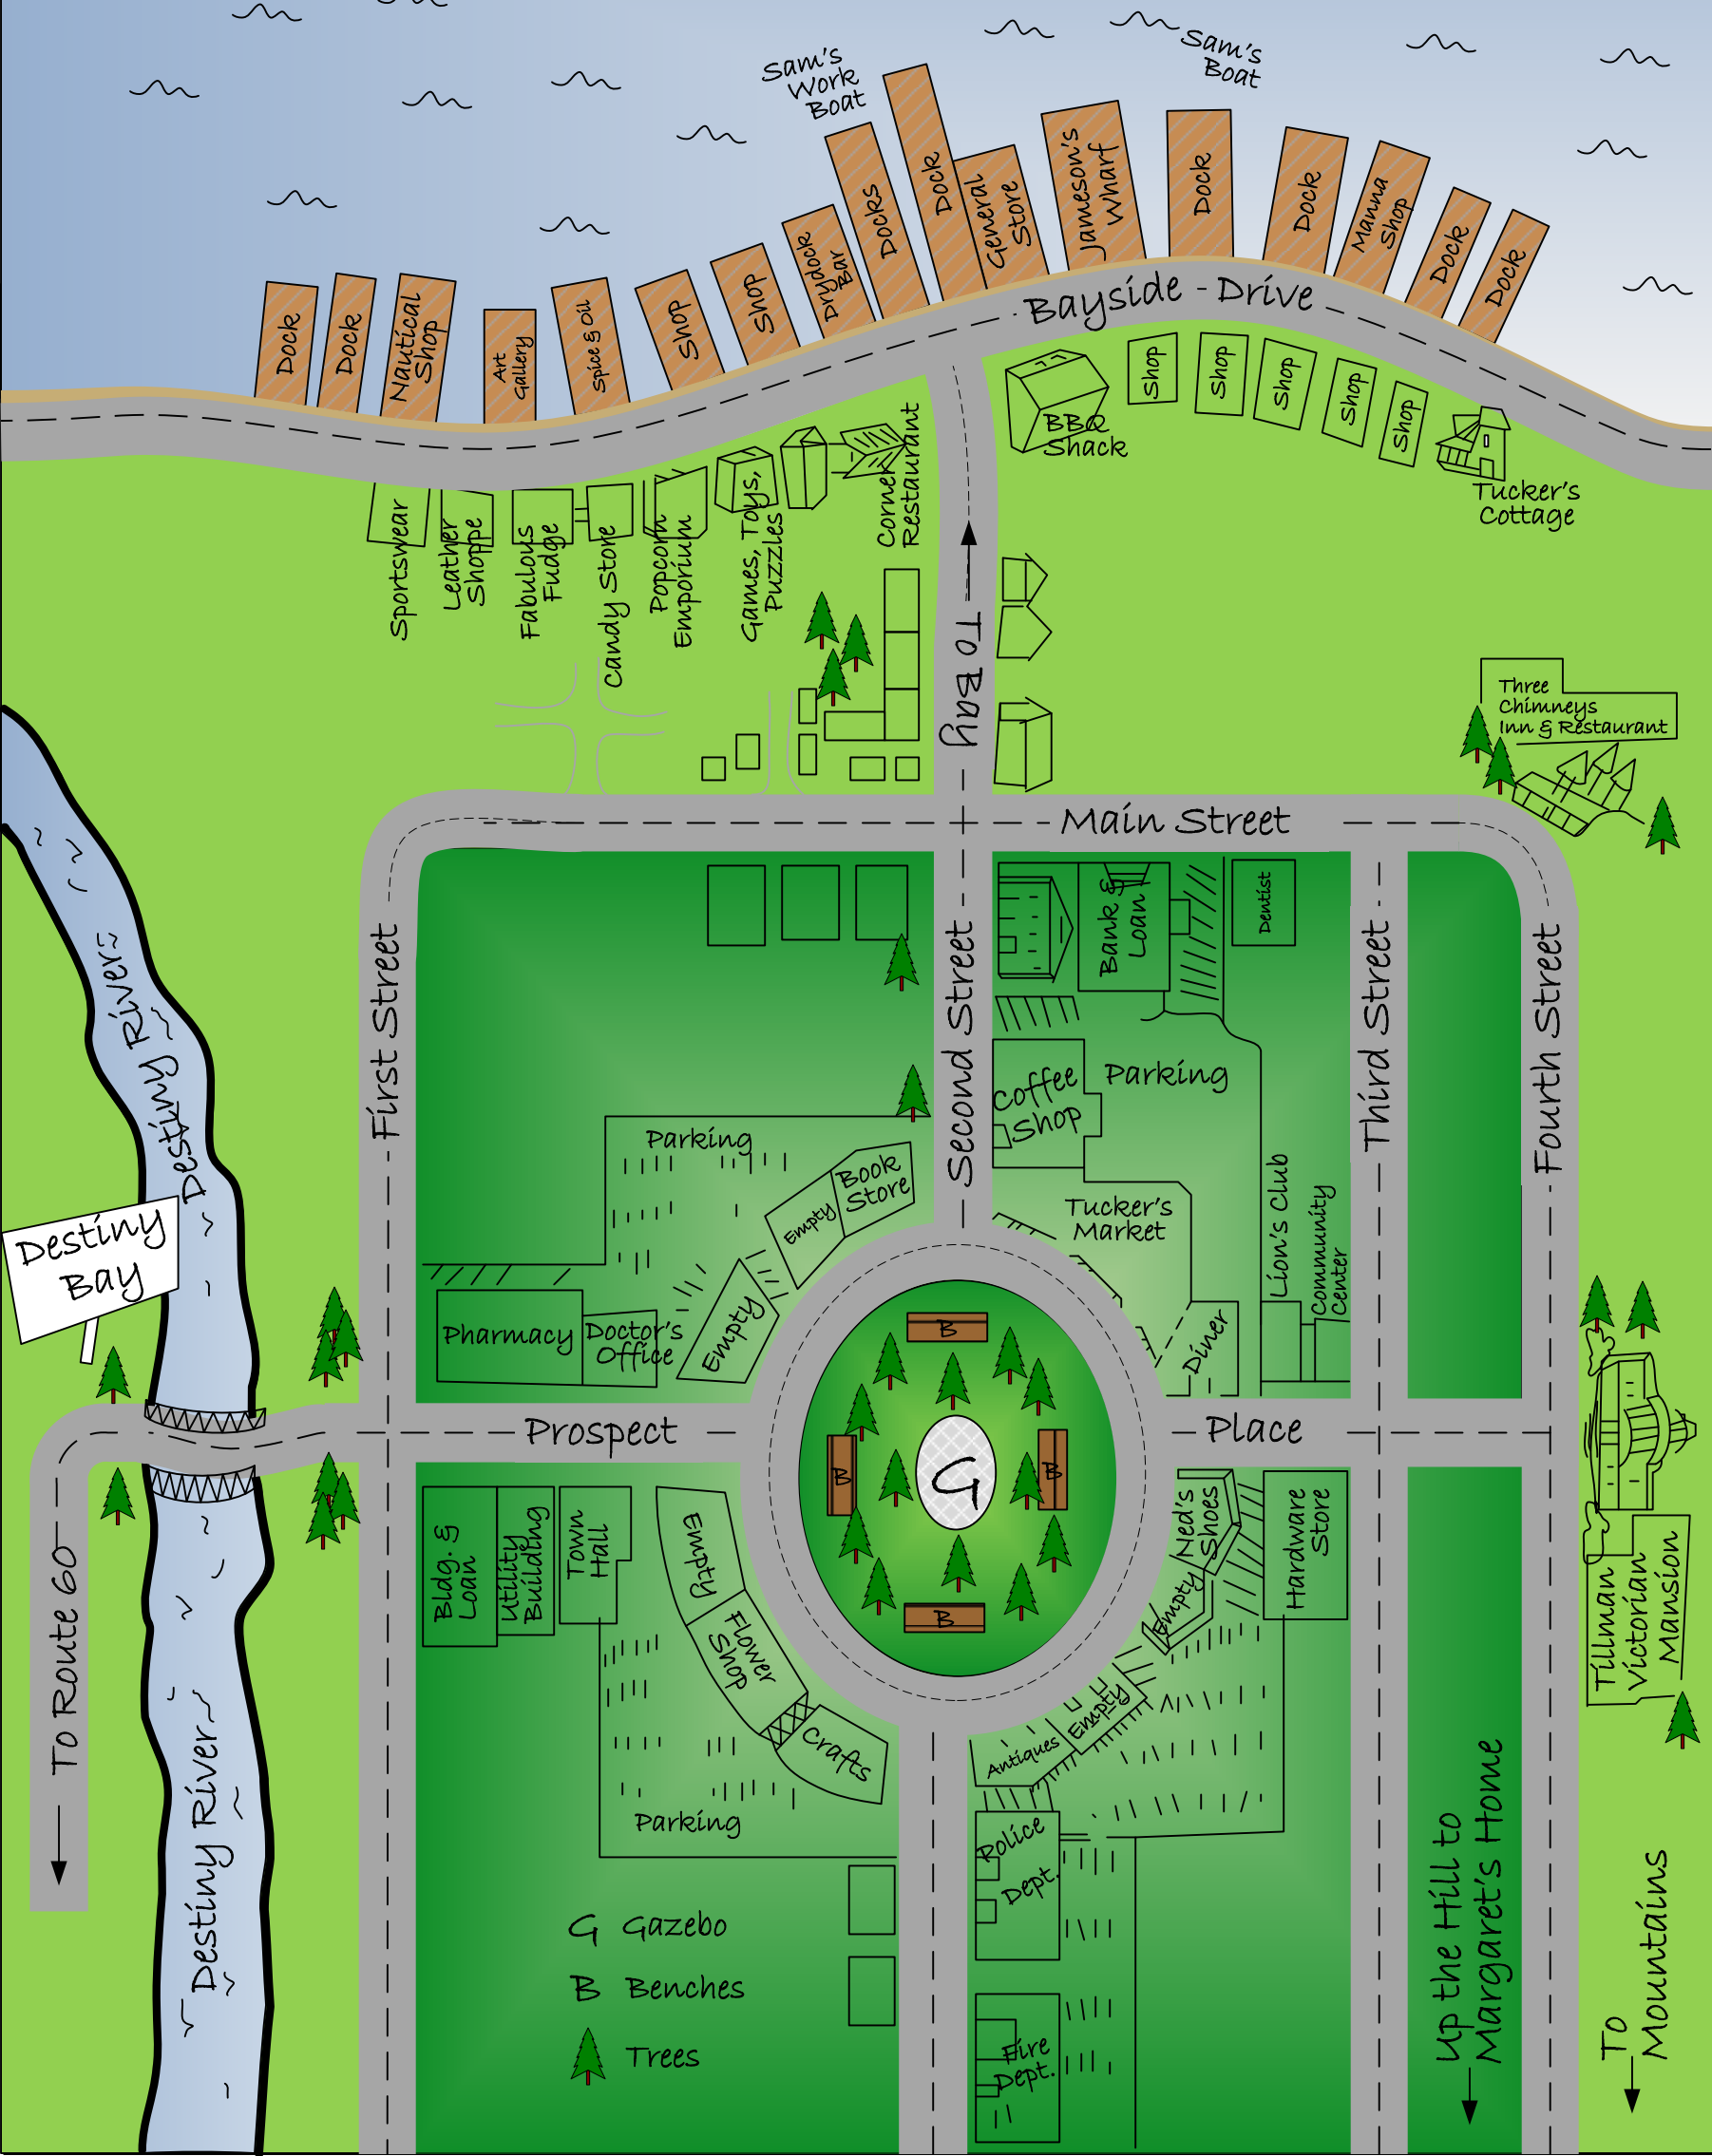 Sam's
Work
Boat
Sam's
Boat
Dock
Dock
Nautical
Shop
Art
Gallery
Spice & Oil
Shop
Shop
Drydock
Bar
Docks
Dock
General
Store
Jameson's
Wharf
Dock
Dock
Manna
Shop
Dock
Dock
Bayside - Drive
BBQ
Shack
Shop
Shop
Shop
Shop
Shop
Tucker's
Cottage
Sportswear
Leather
Shoppe
Fabulous
Fudge
Candy Store
Popcorn
Emporium
Games, Toys,
Puzzles
Corner
Restaurant
To Bay
Three
Chimneys
Inn & Restaurant
Main Street
First Street
Second Street
Third Street
Fourth Street
Destiny River
Destiny
Bay
Bank &
Loan
Dentist
Coffee
Shop
Parking
Tucker's
Market
Lion's Club
Community
Center
Diner
Parking
Book
Store
Empty
Empty
Pharmacy
Doctor's
Office
Prospect
Place
B
B
B
B
G
Bldg. &
Loan
Utility
Building
Town
Hall
Empty
Flower
Shop
Crafts
Parking
Ned's
Shoes
Empty
Hardware
Store
Empty
Antiques
Police
Dept.
Fire
Dept.
Tillman
Victorian
Mansion
To Route 60
Destiny River
G Gazebo
B Benches
Trees
Up the Hill to
Margaret's Home
To
Mountains